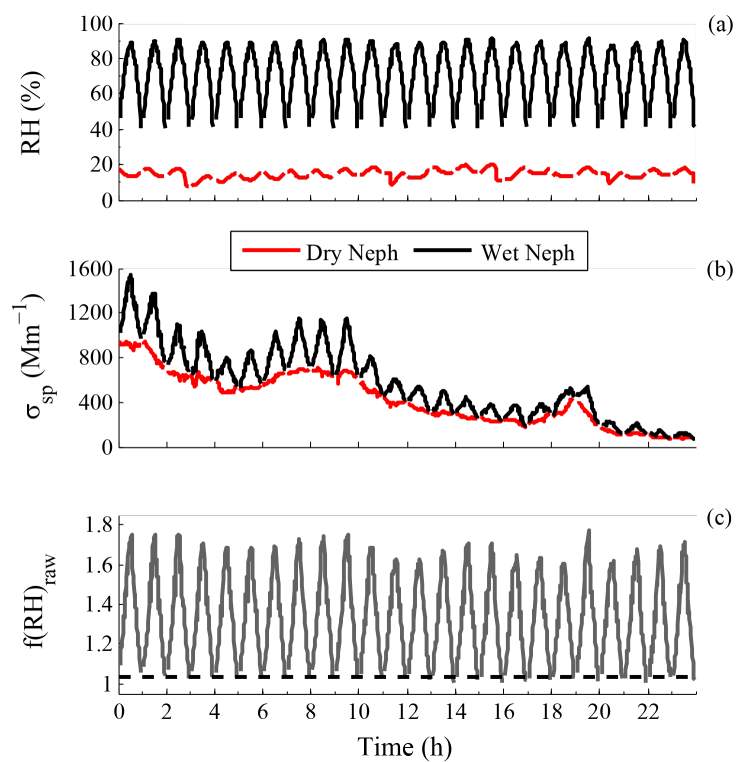 (a)
RH (%)
100
80
60
40
20
0
Dry Neph Wet Neph
(b)
σsp (Mm−1)
1600
1200
800
400
0
(c)
f(RH)raw
1.8
1.6
1.4
1.2
1
0 2 4 6 8 10 12 14 16 18 20 22
Time (h)